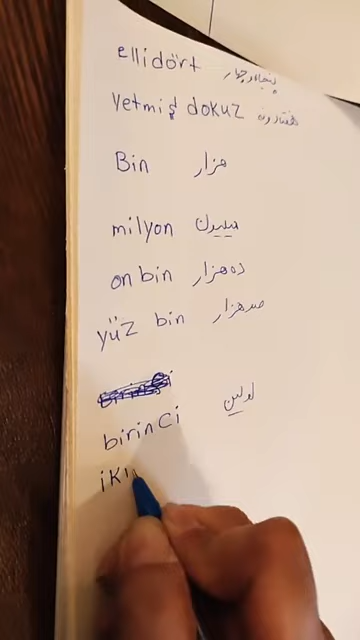 ellidört پنجاه و چهار
Yetmiş dokuz هفتاد و نه
Bin هزار
milyon میلیون
on bin ده هزار
yüz bin صد هزار
birinci اولین
iki